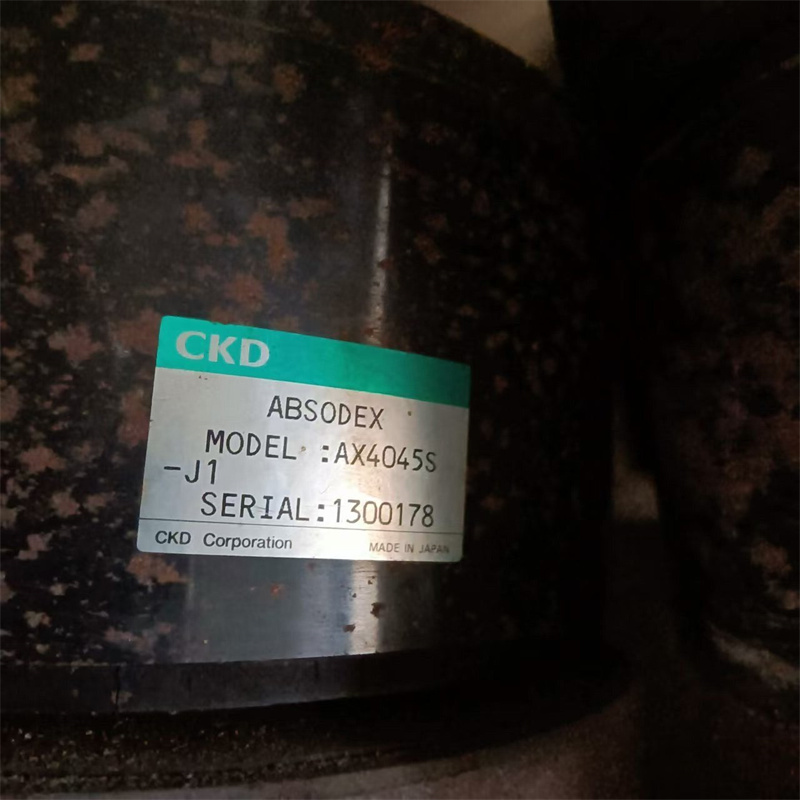 CKD
ABSODEX
MODEL :AX4045S
-J1
SERIAL:1300178
CKD Corporation MADE IN JAPAN